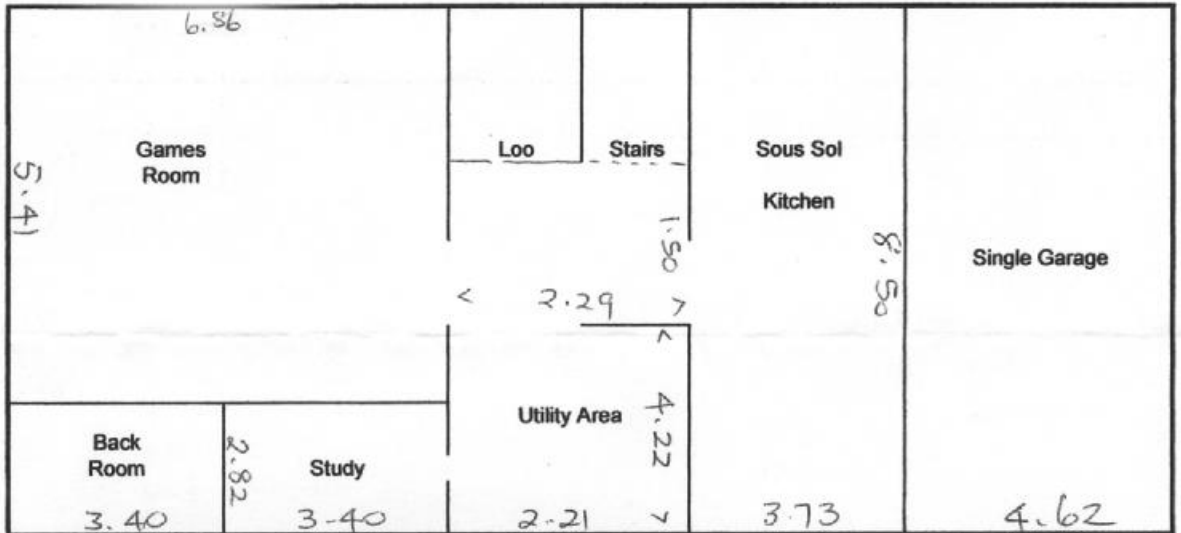 6.86
Games
Room
5.41
Loo
Stairs
Sous Sol
Kitchen
1.50
8.50
Single Garage
< 2.29 >
<
Utility Area
4.22
Back
Room
2.82
Study
3.40
3-40
2-21
>
3.73
4.62